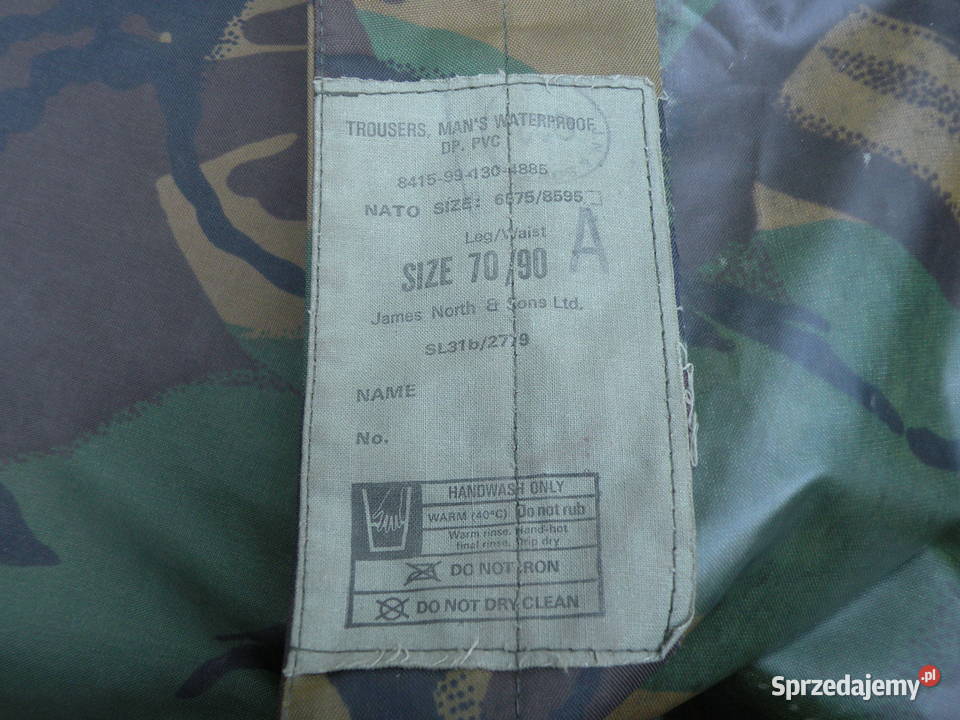 TROUSERS, MAN'S WATERPROOF
DP. PVC
8415-99-130-4885
NATO SIZE: 6575/8595
Leg/Waist
A
SIZE 70/90
James North & Sons Ltd.
SL31b/2779
NAME
No.
HANDWASH ONLY
WARM (40°C) Do not rub
Warm rinse. Hand-hot
final rinse. Drip dry
DO NOT IRON
DO NOT DRY CLEAN
Sprzedajemy.pl